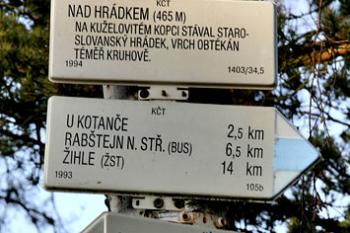 KČT
NAD HRÁDKEM (465 M)
NA KUŽELOVITÉM KOPCI STÁVAL STARO-
SLOVANSKÝ HRÁDEK, VRCH OBTÉKÁN
TÉMĚŘ KRUHOVĚ.
1994 1403/34,5
KČT
U KOTANČE 2,5 km
RABŠTEJN N. STŘ. (BUS) 6,5 km
ŽIHLE (ŽST) 14 km
1993 105b